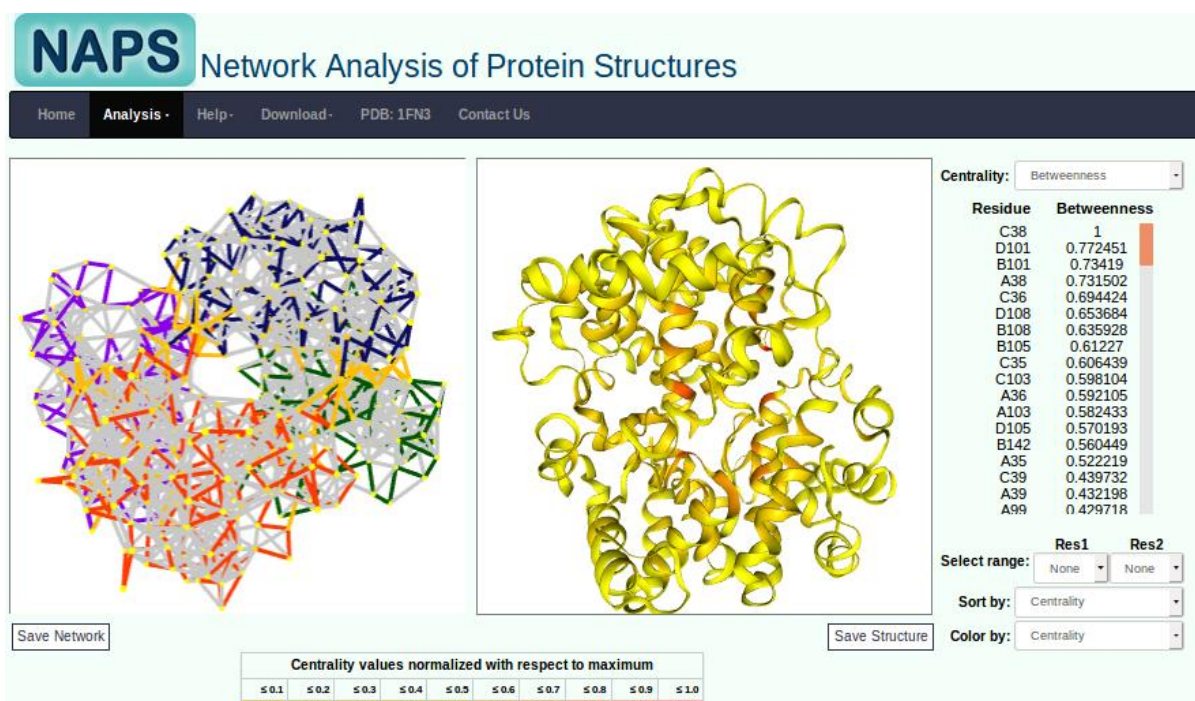 NAPS Network Analysis of Protein Structures
Home Analysis Help Download PDB: 1FN3 Contact Us
Centrality: Betweenness
Residue Betweenness
C38 1
D101 0.772451
B101 0.73419
A38 0.731502
C36 0.694424
D108 0.653684
B108 0.635928
B105 0.61227
C35 0.606439
C103 0.598104
A36 0.592105
A103 0.582433
D105 0.570193
B142 0.560449
A35 0.522219
C39 0.439732
A39 0.432198
A99 0.429718
Res1 Res2
Select range: None None
Sort by: Centrality
Color by: Centrality
Save Network
Save Structure
Centrality values normalized with respect to maximum
≤ 0.1 ≤ 0.2 ≤ 0.3 ≤ 0.4 ≤ 0.5 ≤ 0.6 ≤ 0.7 ≤ 0.8 ≤ 0.9 ≤ 1.0